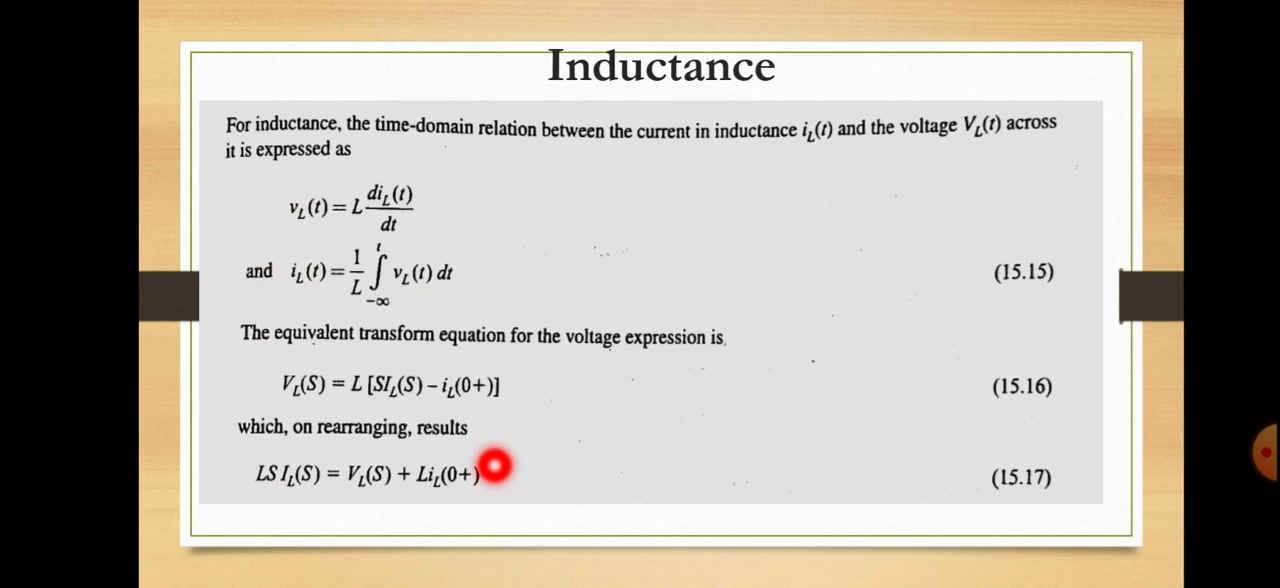 Inductance
For inductance, the time-domain relation between the current in inductance i_L(t) and the voltage V_L(t) across
it is expressed as
v_L(t) = L di_L(t)/dt
and i_L(t) = 1/L ∫_{-∞}^{t} v_L(t) dt (15.15)
The equivalent transform equation for the voltage expression is,
V_L(S) = L [SI_L(S) – i_L(0+)] (15.16)
which, on rearranging, results
LS I_L(S) = V_L(S) + Li_L(0+) (15.17)